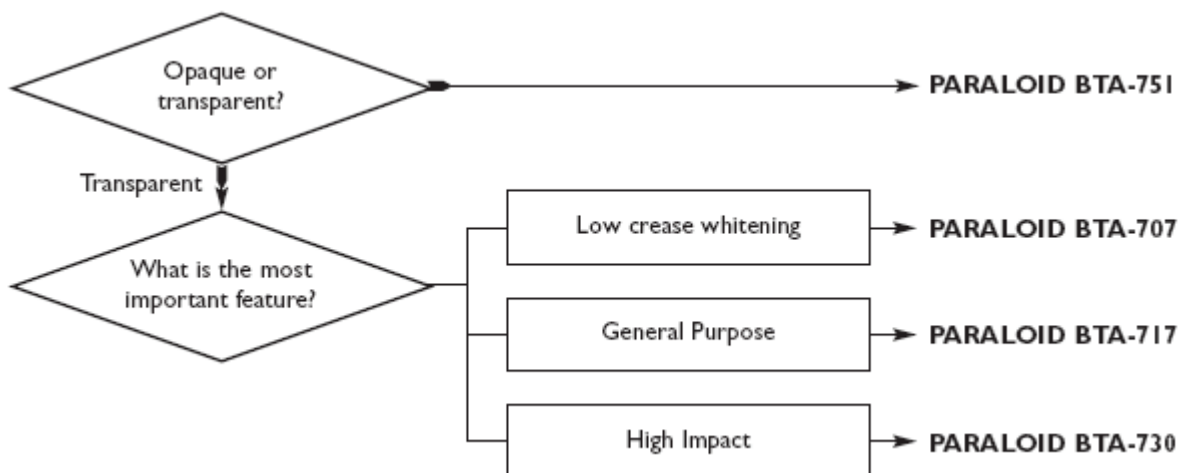 Opaque or
transparent?
PARALOID BTA-751
Transparent
What is the most
important feature?
Low crease whitening
PARALOID BTA-707
General Purpose
PARALOID BTA-717
High Impact
PARALOID BTA-730